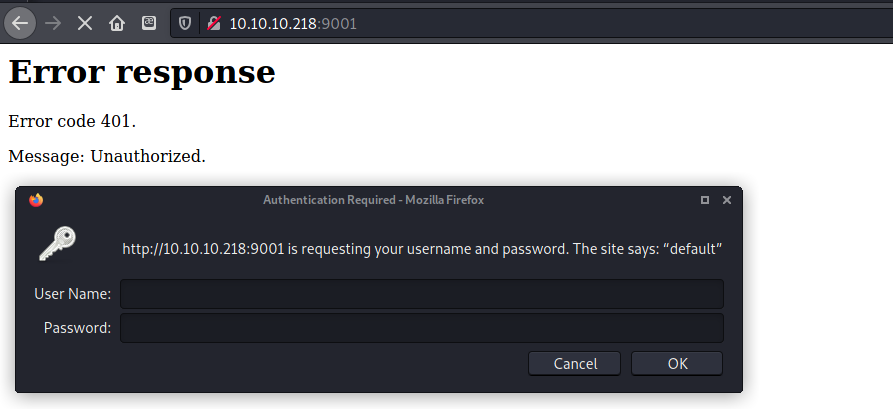 10.10.10.218:9001
Error response
Error code 401.
Message: Unauthorized.
Authentication Required - Mozilla Firefox
http://10.10.10.218:9001 is requesting your username and password. The site says: “default”
User Name:
Password:
Cancel OK